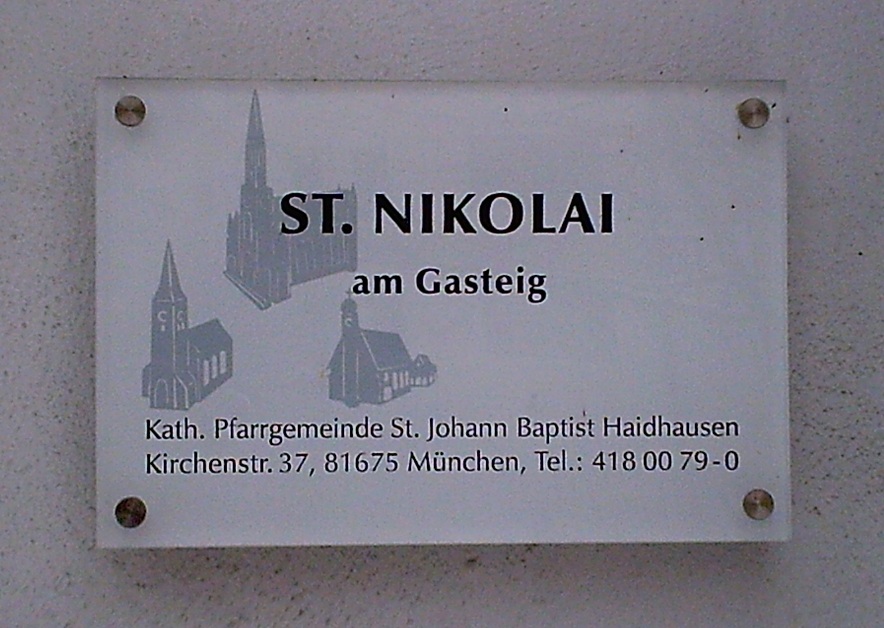 ST. NIKOLAI
am Gasteig
Kath. Pfarrgemeinde St. Johann Baptist Haidhausen
Kirchenstr. 37, 81675 München, Tel.: 418 00 79-0